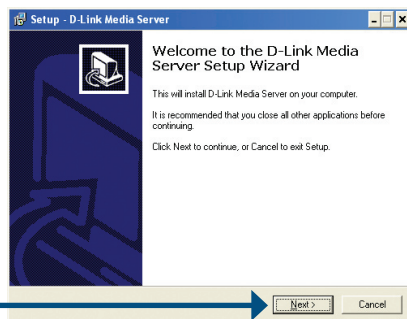 Setup - D-Link Media Server
Welcome to the D-Link Media
Server Setup Wizard
This will install D-Link Media Server on your computer.
It is recommended that you close all other applications before
continuing.
Click Next to continue, or Cancel to exit Setup.
Next >
Cancel